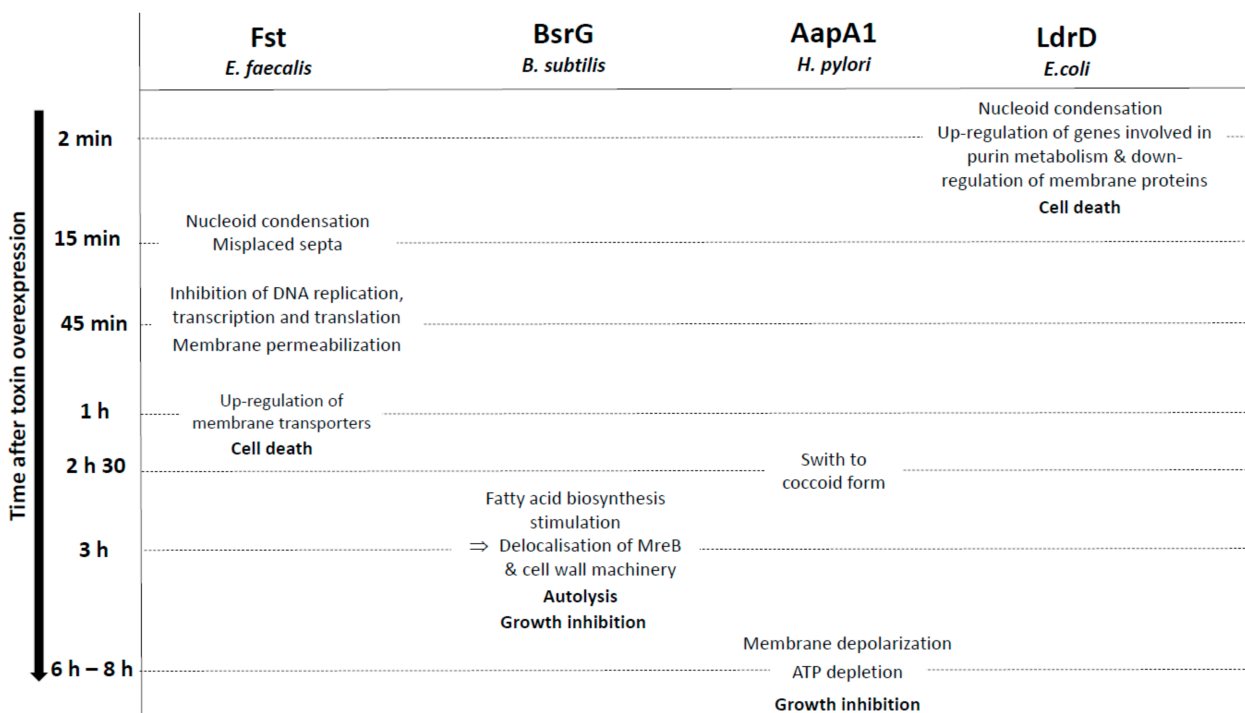 Fst
E. faecalis
BsrG
B. subtilis
AapA1
H. pylori
LdrD
E.coli
Time after toxin overexpression
2 min
Nucleoid condensation
Up-regulation of genes involved in
purin metabolism & down-
regulation of membrane proteins
Cell death
15 min
Nucleoid condensation
Misplaced septa
45 min
Inhibition of DNA replication,
transcription and translation
Membrane permeabilization
1 h
Up-regulation of
membrane transporters
Cell death
2 h 30
Swith to
coccoid form
3 h
Fatty acid biosynthesis
stimulation
⇒ Delocalisation of MreB
& cell wall machinery
Autolysis
Growth inhibition
6 h – 8 h
Membrane depolarization
ATP depletion
Growth inhibition